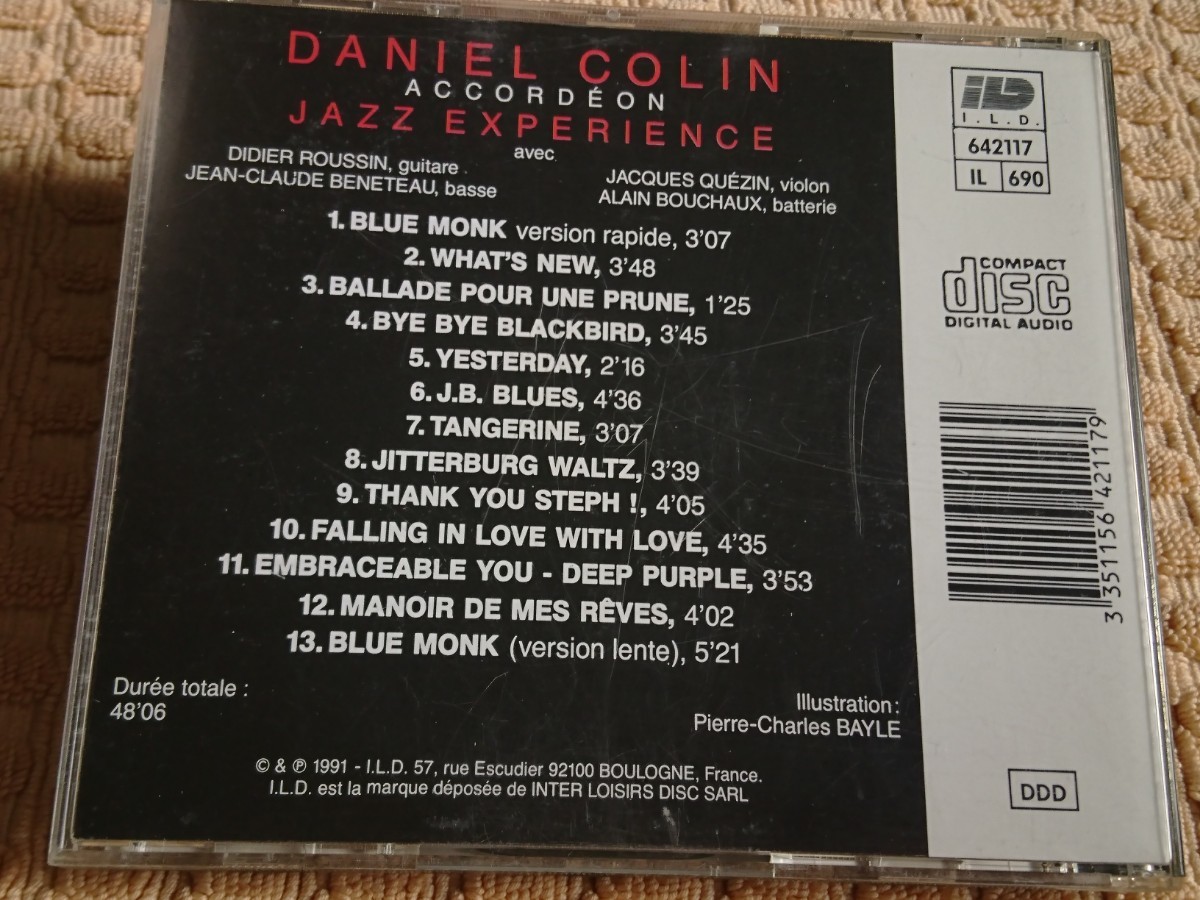 DANIEL COLIN
ACCORDÉON
JAZZ EXPERIENCE
avec
DIDIER ROUSSIN, guitare
JEAN-CLAUDE BENETEAU, basse
JACQUES QUÉZIN, violon
ALAIN BOUCHAUX, batterie
1. BLUE MONK version rapide, 3'07
2. WHAT'S NEW, 3'48
3. BALLADE POUR UNE PRUNE, 1'25
4. BYE BYE BLACKBIRD, 3'45
5. YESTERDAY, 2'16
6. J.B. BLUES, 4'36
7. TANGERINE, 3'07
8. JITTERBURG WALTZ, 3'39
9. THANK YOU STEPH !, 4'05
10. FALLING IN LOVE WITH LOVE, 4'35
11. EMBRACEABLE YOU - DEEP PURPLE, 3'53
12. MANOIR DE MES RÊVES, 4'02
13. BLUE MONK (version lente), 5'21
Durée totale :
48'06
Illustration :
Pierre-Charles BAYLE
© & ℗ 1991 - I.L.D. 57, rue Escudier 92100 BOULOGNE, France.
I.L.D. est la marque déposée de INTER LOISIRS DISC SARL
ILD
I.L.D.
642117
IL 690
COMPACT
disc
DIGITAL AUDIO
3 351156 421179
DDD